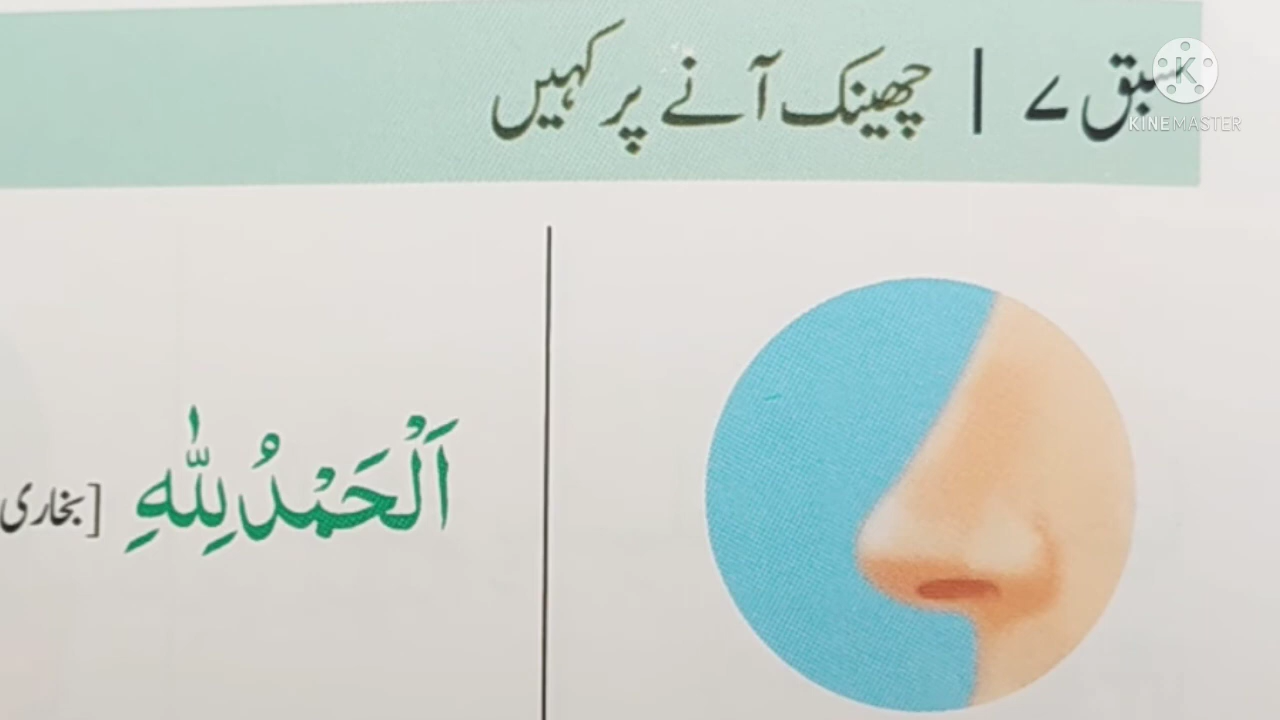 سبق ۷ | چھینک آنے پر کہیں
KINEMASTER
اَلْحَمْدُ لِلّٰهِ [بخاری